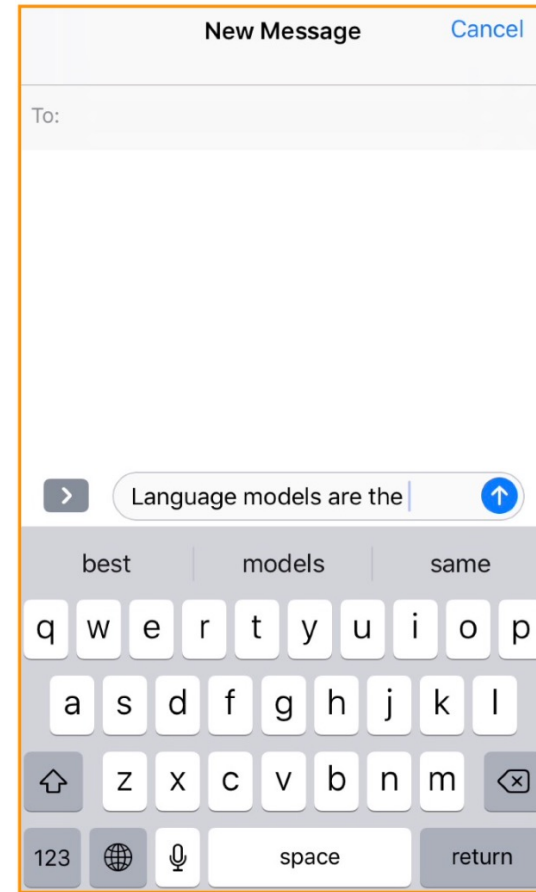 New Message Cancel
To:
Language models are the
best models same
q w e r t y u i o p
a s d f g h j k l
z x c v b n m
123 space return